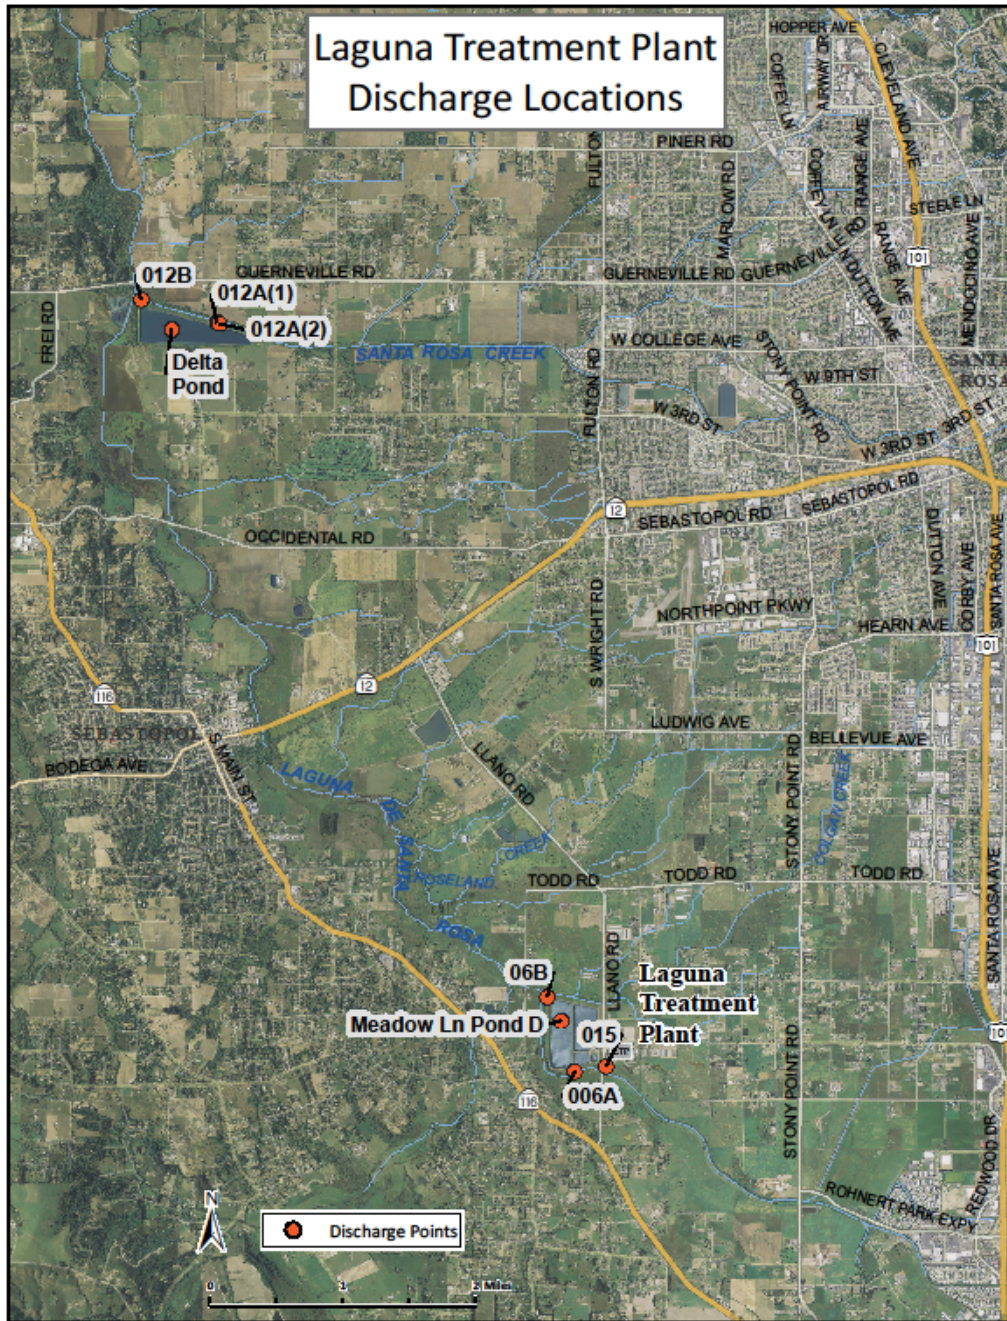 Laguna Treatment Plant
Discharge Locations
HOPPER AVE
CLEVELAND AVE
AIRWAY DR
COFFEY LN
PINER RD
FULTON
MARLOW RD
RANGE AVE
COFFEY LN
STEELE LN
MENDOCINO AVE
GUERNEVILLE RD
GUERNEVILLE RD
GUERNEVILLE RD
RANGE AVE
N DUTTON AVE
101
012B
012A(1)
012A(2)
FREI RD
Delta
Pond
SANTA ROSA CREEK
W COLLEGE AVE
STONY POINT RD
W 9TH ST
SANTA
ROSA
FULTON RD
W 3RD ST
W 3RD ST
3RD ST
12
SEBASTOPOL RD
SEBASTOPOL RD
OCCIDENTAL RD
DUTTON AVE
CORBY AVE
SANTA ROSA AVE
S WRIGHT RD
NORTHPOINT PKWY
HEARN AVE
101
12
116
SEBASTOPOL
BODEGA AVE
S MAIN ST
LUDWIG AVE
BELLEVUE AVE
LLANO RD
STONY POINT RD
COLGAN CREEK
LAGUNA
DE SANTA
ROSA
ROSELAND
CREEK
TODD RD
TODD RD
TODD RD
SANTA ROSA AVE
06B
LLANO RD
Laguna
Treatment
Plant
Meadow Ln Pond D
015
LTP
006A
116
STONY POINT RD
REDWOOD DR
ROHNERT PARK EXPY
N
Discharge Points
0 1 2 Miles